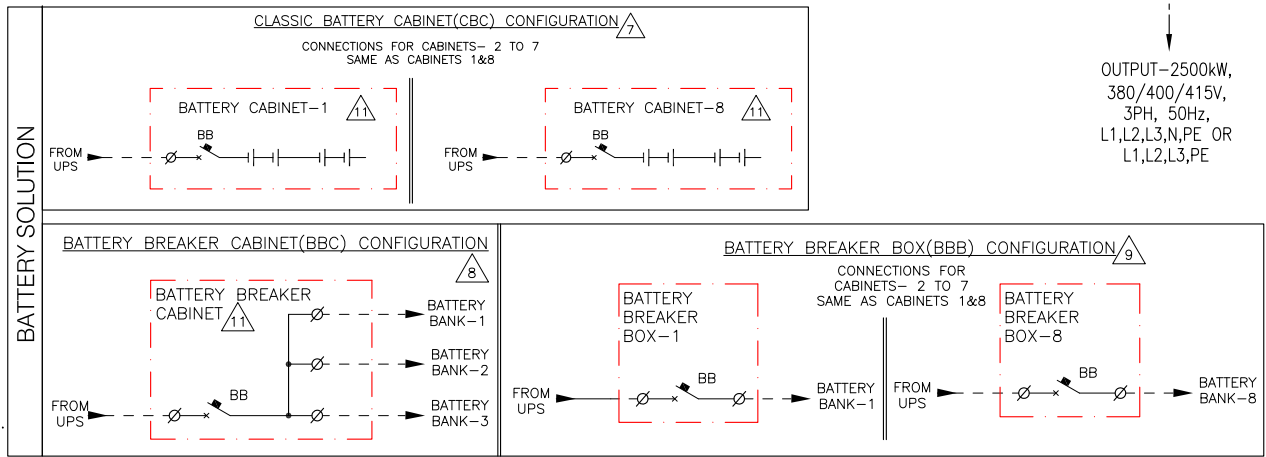 BATTERY SOLUTION
CLASSIC BATTERY CABINET(CBC) CONFIGURATION 7
CONNECTIONS FOR CABINETS- 2 TO 7
SAME AS CABINETS 1&8
BATTERY CABINET-1 11
BB
FROM
UPS
BATTERY CABINET-8 11
BB
FROM
UPS
OUTPUT-2500kW,
380/400/415V,
3PH, 50Hz,
L1,L2,L3,N,PE OR
L1,L2,L3,PE
BATTERY BREAKER CABINET(BBC) CONFIGURATION
8
BATTERY BREAKER
CABINET 11
BATTERY
BANK-1
BATTERY
BANK-2
BB
FROM
UPS
BATTERY
BANK-3
BATTERY BREAKER BOX(BBB) CONFIGURATION 9
CONNECTIONS FOR
CABINETS- 2 TO 7
SAME AS CABINETS 1&8
BATTERY
BREAKER
BOX-1
BB
FROM
UPS
BATTERY
BANK-1
BATTERY
BREAKER
BOX-8
BB
FROM
UPS
BATTERY
BANK-8